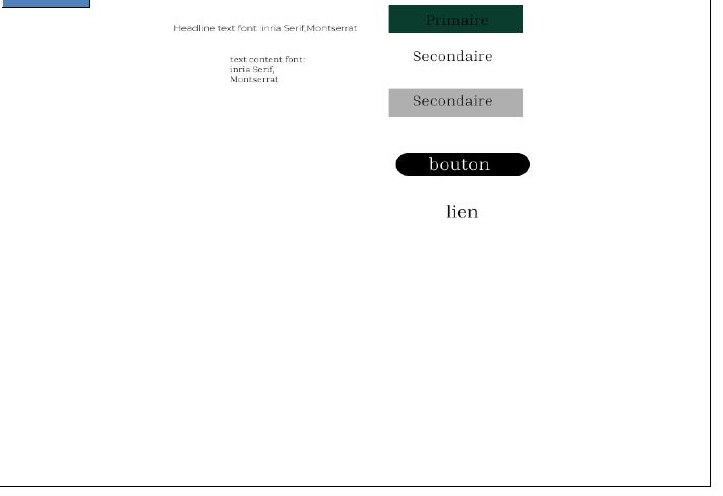 Headline text font :inria Serif,Montserrat
text content font:
inria Serif,
Montserrat
Primaire
Secondaire
Secondaire
bouton
lien